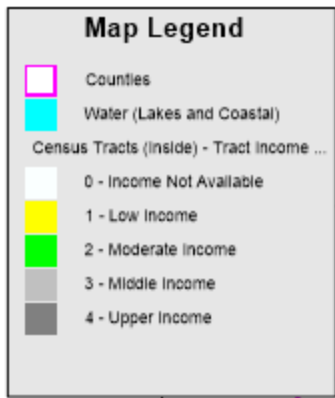 Map Legend
Counties
Water (Lakes and Coastal)
Census Tracts (Inside) - Tract Income ...
0 - Income Not Available
1 - Low Income
2 - Moderate Income
3 - Middle Income
4 - Upper Income